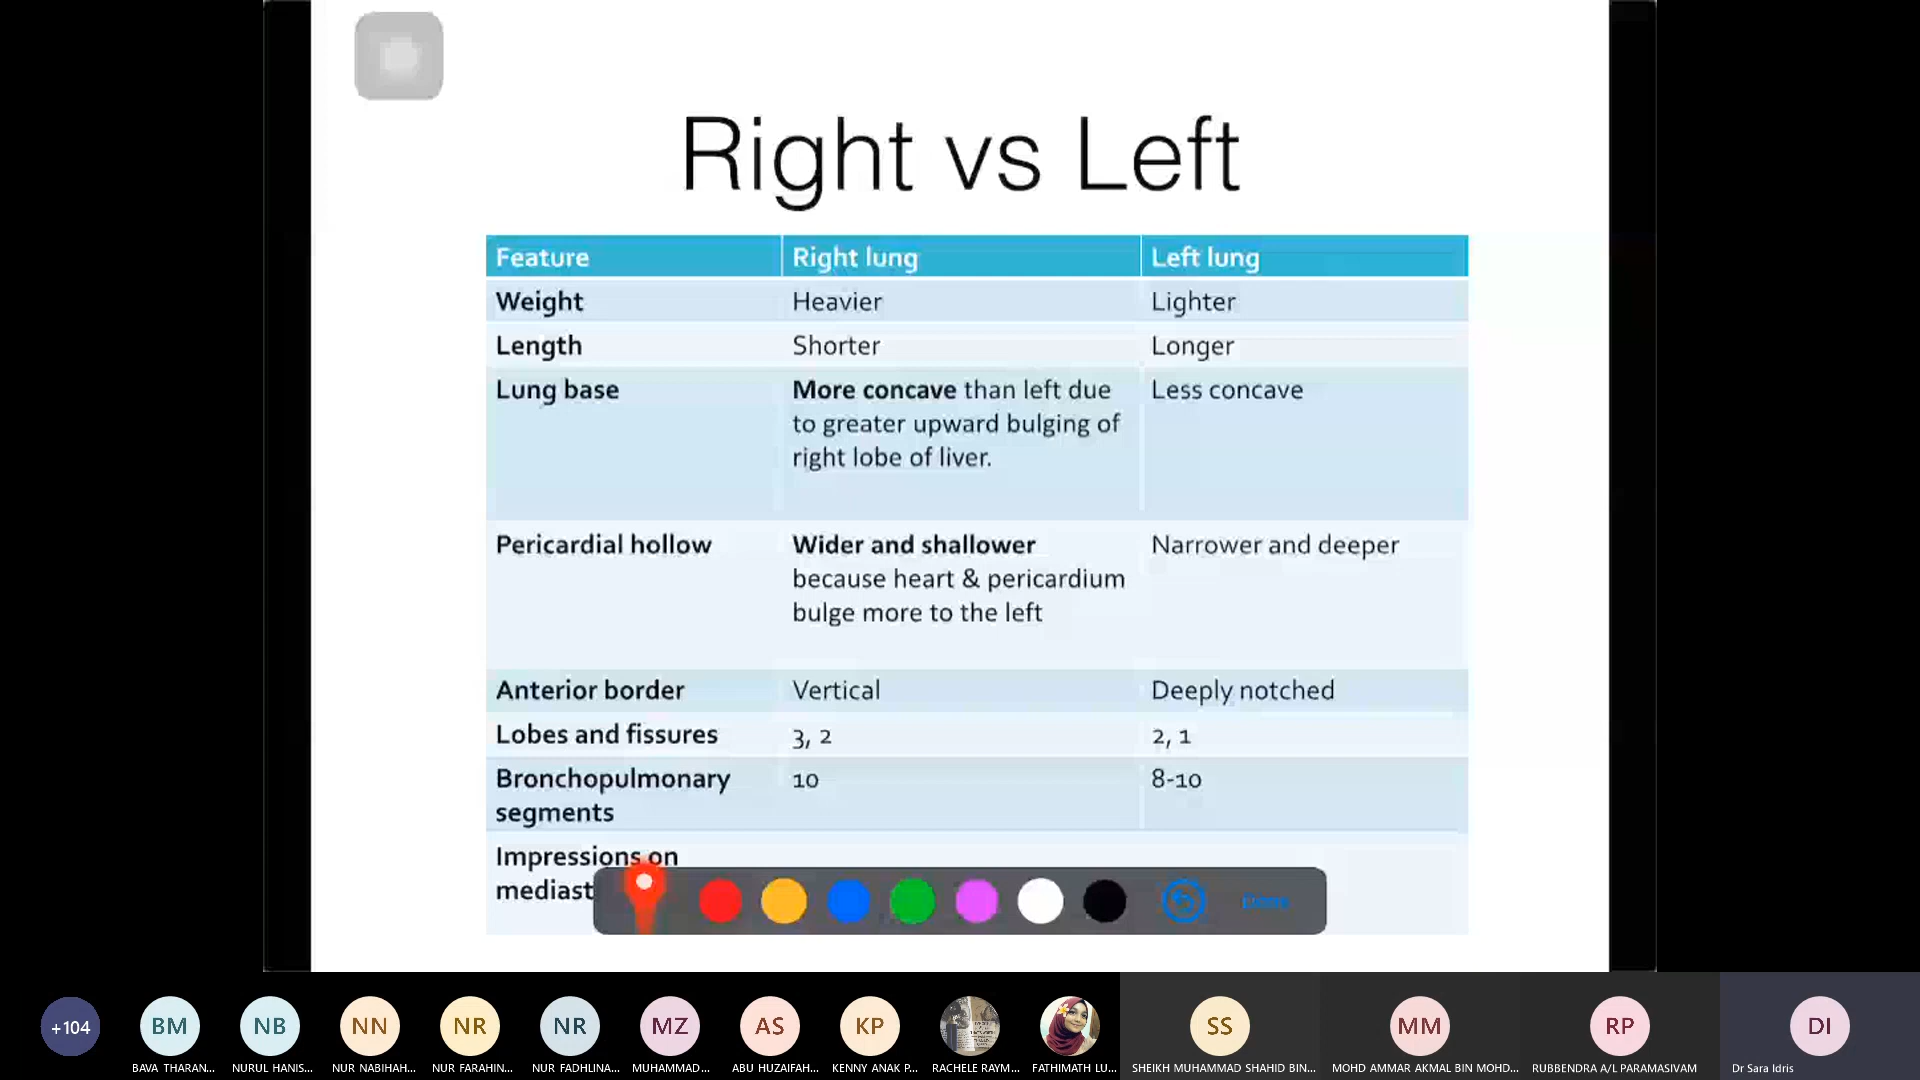 Right vs Left
Feature Right lung Left lung
Weight Heavier Lighter
Length Shorter Longer
Lung base More concave than left due Less concave
to greater upward bulging of
right lobe of liver.
Pericardial hollow Wider and shallower Narrower and deeper
because heart & pericardium
bulge more to the left
Anterior border Vertical Deeply notched
Lobes and fissures 3, 2 2, 1
Bronchopulmonary 10 8-10
segments
Impressions on
mediast
+104 BM NB NN NR NR MZ AS KP SS MM RP DI
BAVA THARAN... NURUL HANIS... NUR NABIHAH... NUR FARAHIN... NUR FADHLINA... MUHAMMAD... ABU HUZAIFAH... KENNY ANAK P... RACHELE RAYM... FATHIMATH LU... SHEIKH MUHAMMAD SHAHID BIN... MOHD AMMAR AKMAL BIN MOHD... RUBBENDRA A/L PARAMASIVAM Dr Sara Idris